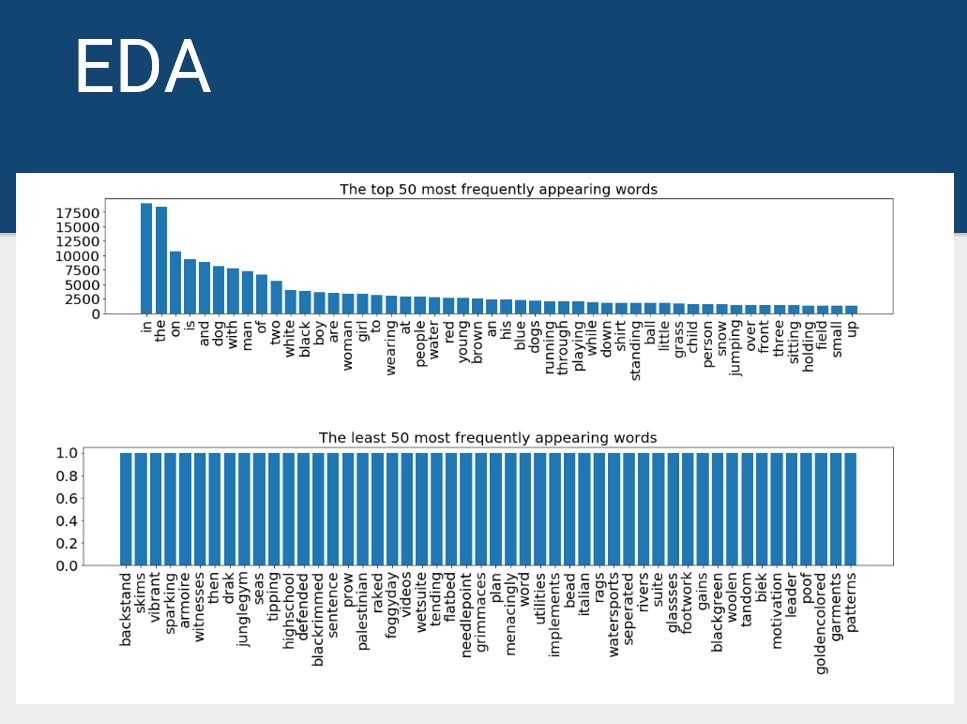 EDA
The top 50 most frequently appearing words
17500
15000
12500
10000
7500
5000
2500
0
in
the
on
is
and
dog
with
man
of
two
white
black
boy
are
woman
girl
to
wearing
at
people
water
red
young
brown
an
his
blue
dogs
running
through
playing
while
down
shirt
standing
ball
little
grass
child
person
snow
jumping
over
front
three
sitting
holding
field
small
up
The least 50 most frequently appearing words
1.0
0.8
0.6
0.4
0.2
0.0
backstand
skims
vibrant
sparking
armoire
witnesses
then
drak
junglegym
seas
tipping
highschool
defended
blackrimmed
sentence
prow
palestinian
raked
foggyday
videos
wetsuite
tending
flatbed
needlepoint
grimmaces
plan
menacingly
word
utilities
implements
bead
italian
rags
watersports
seperated
rivers
suite
glassses
footwork
gains
blackgreen
woolen
tandom
biek
motivation
leader
poof
goldencolored
garments
patterns